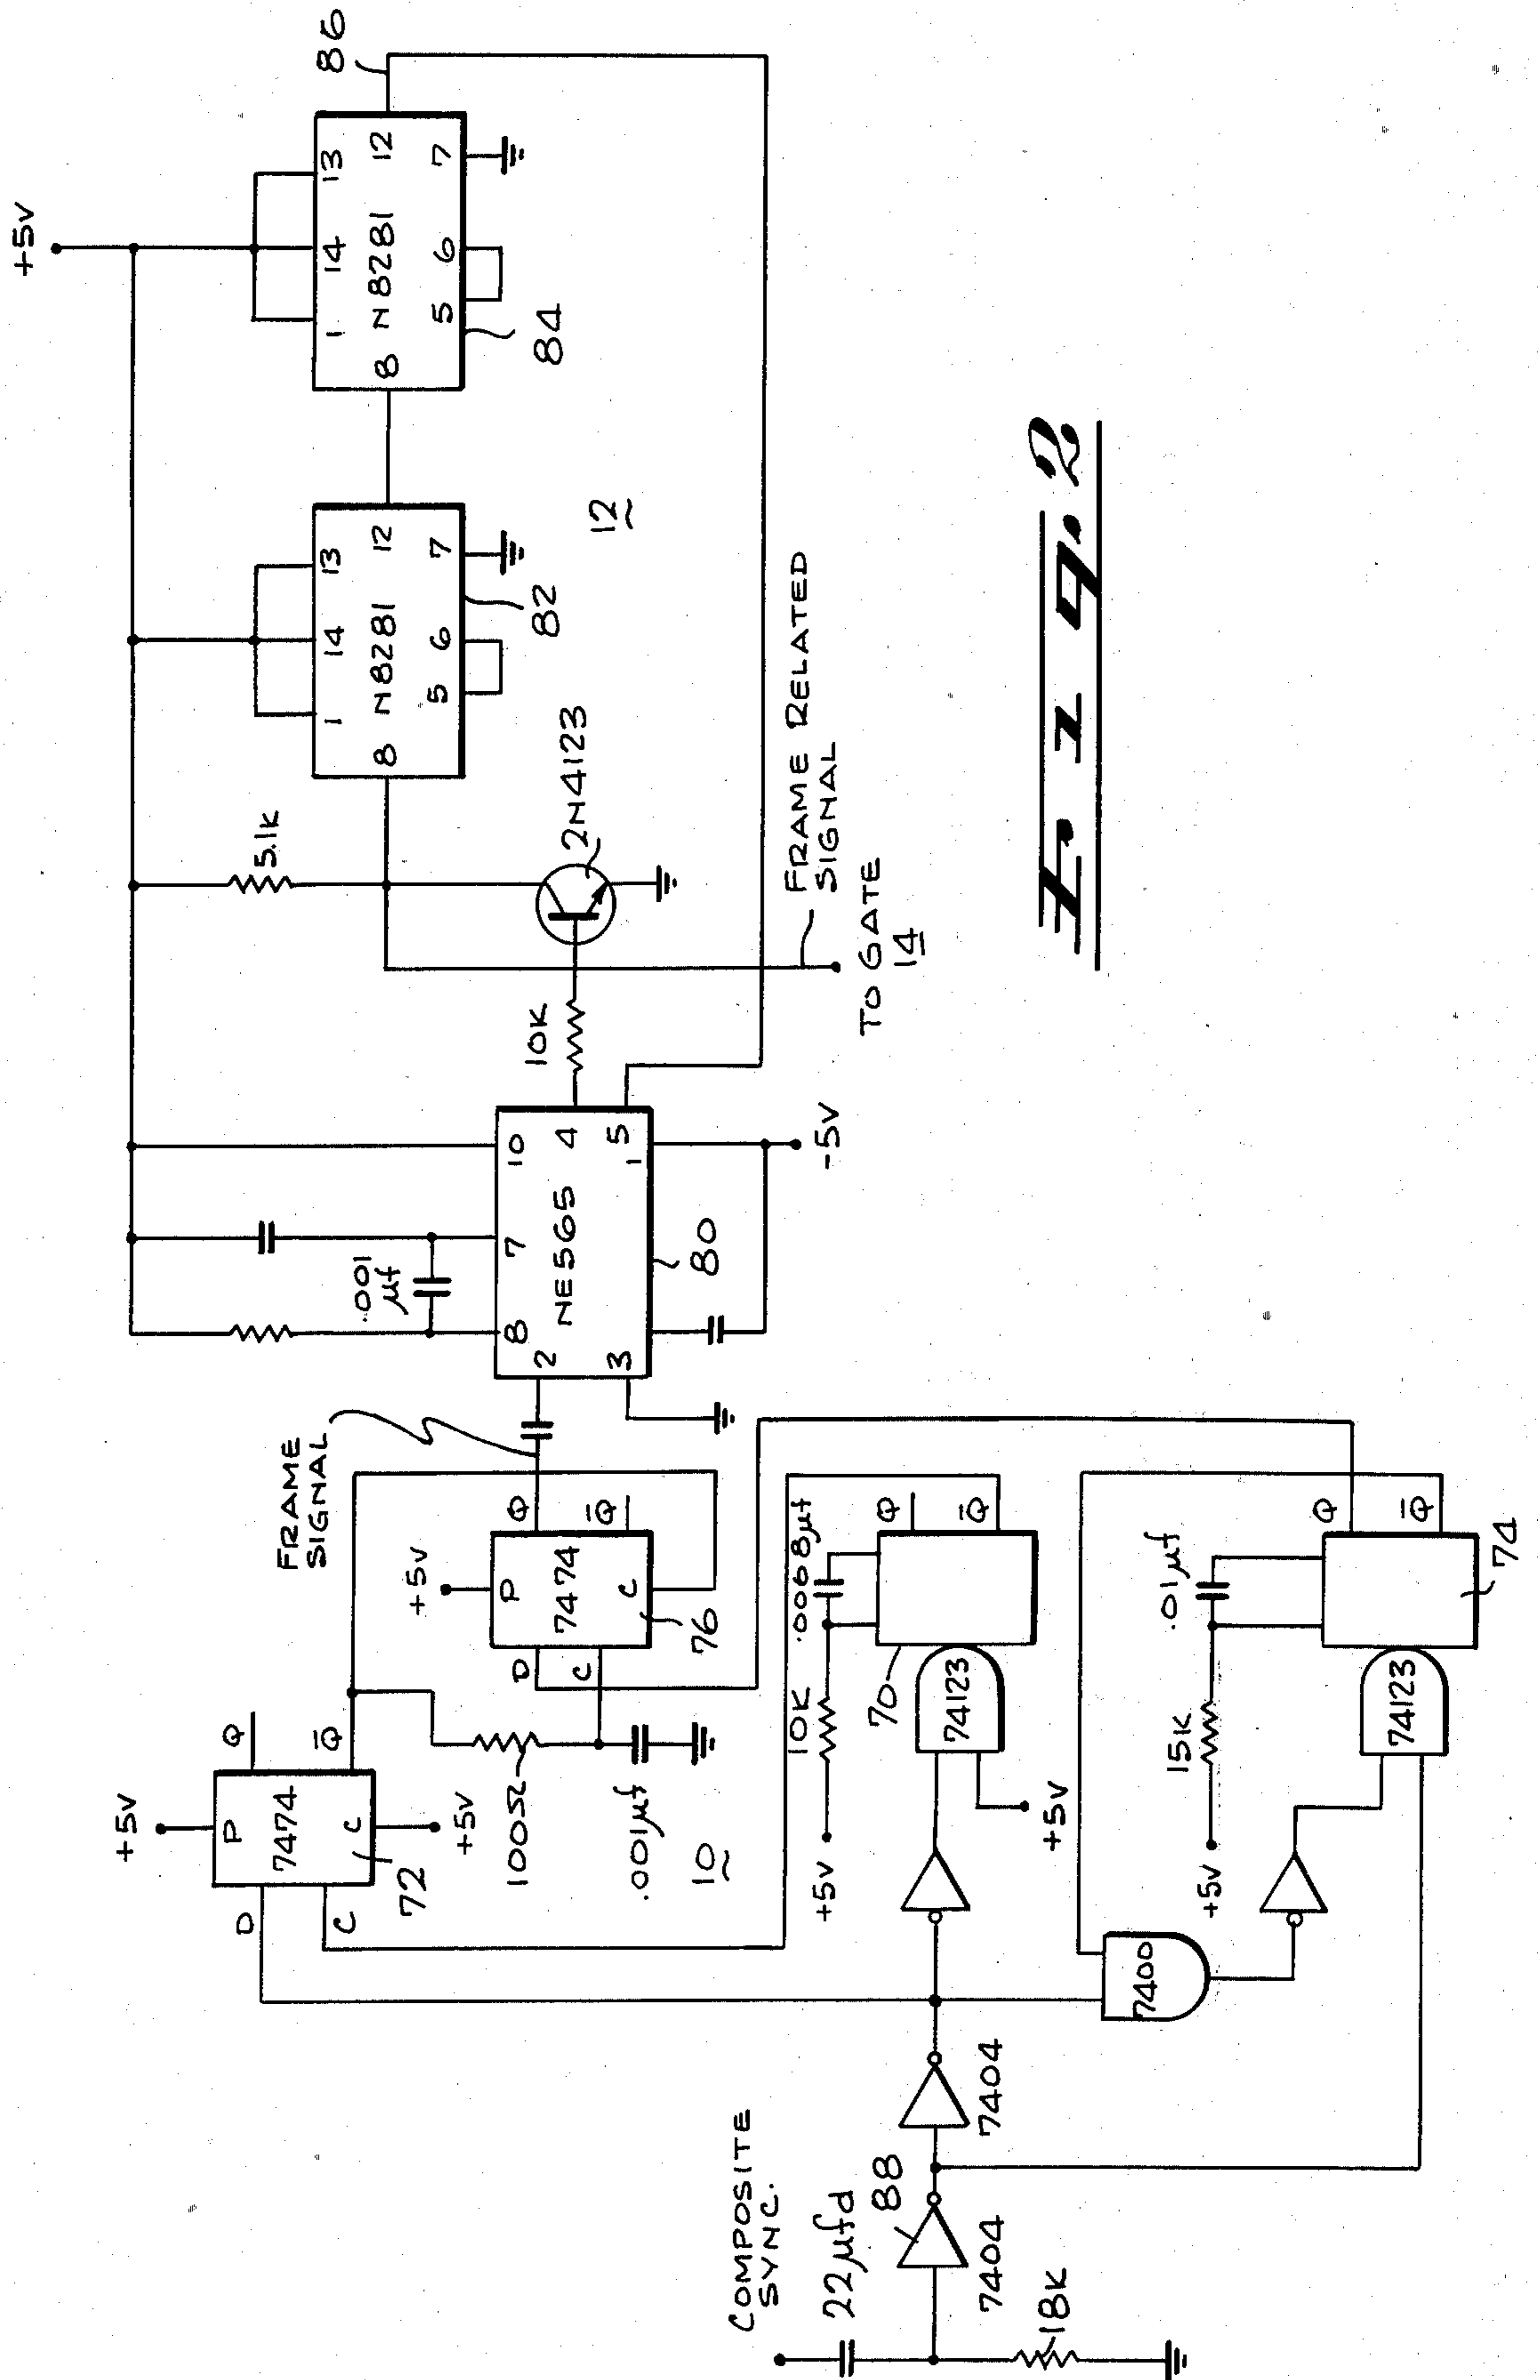 +5v
86
1
14
13
N8281
8
12
5
6
7
84
1
14
13
N8281
8
12
5
6
7
82
12
5.1K
2N4123
10K
FRAME RELATED
SIGNAL
TO GATE
14
.001
µf
8
7
10
2
NE565
4
3
1
5
80
-5v
FRAME
SIGNAL
+5v
P
7474
D
C
C
Q
Q̅
76
+5v
P
7474
D
C
C
Q
Q̅
72
+5v
100Ω
.001µf
10
10K
.0068µf
+5v
70
74123
Q
Q̅
+5v
.01µf
15K
+5v
74123
Q
Q̅
74
7400
COMPOSITE
SYNC.
22µfd
88
7404
7404
18K
Fig. 2